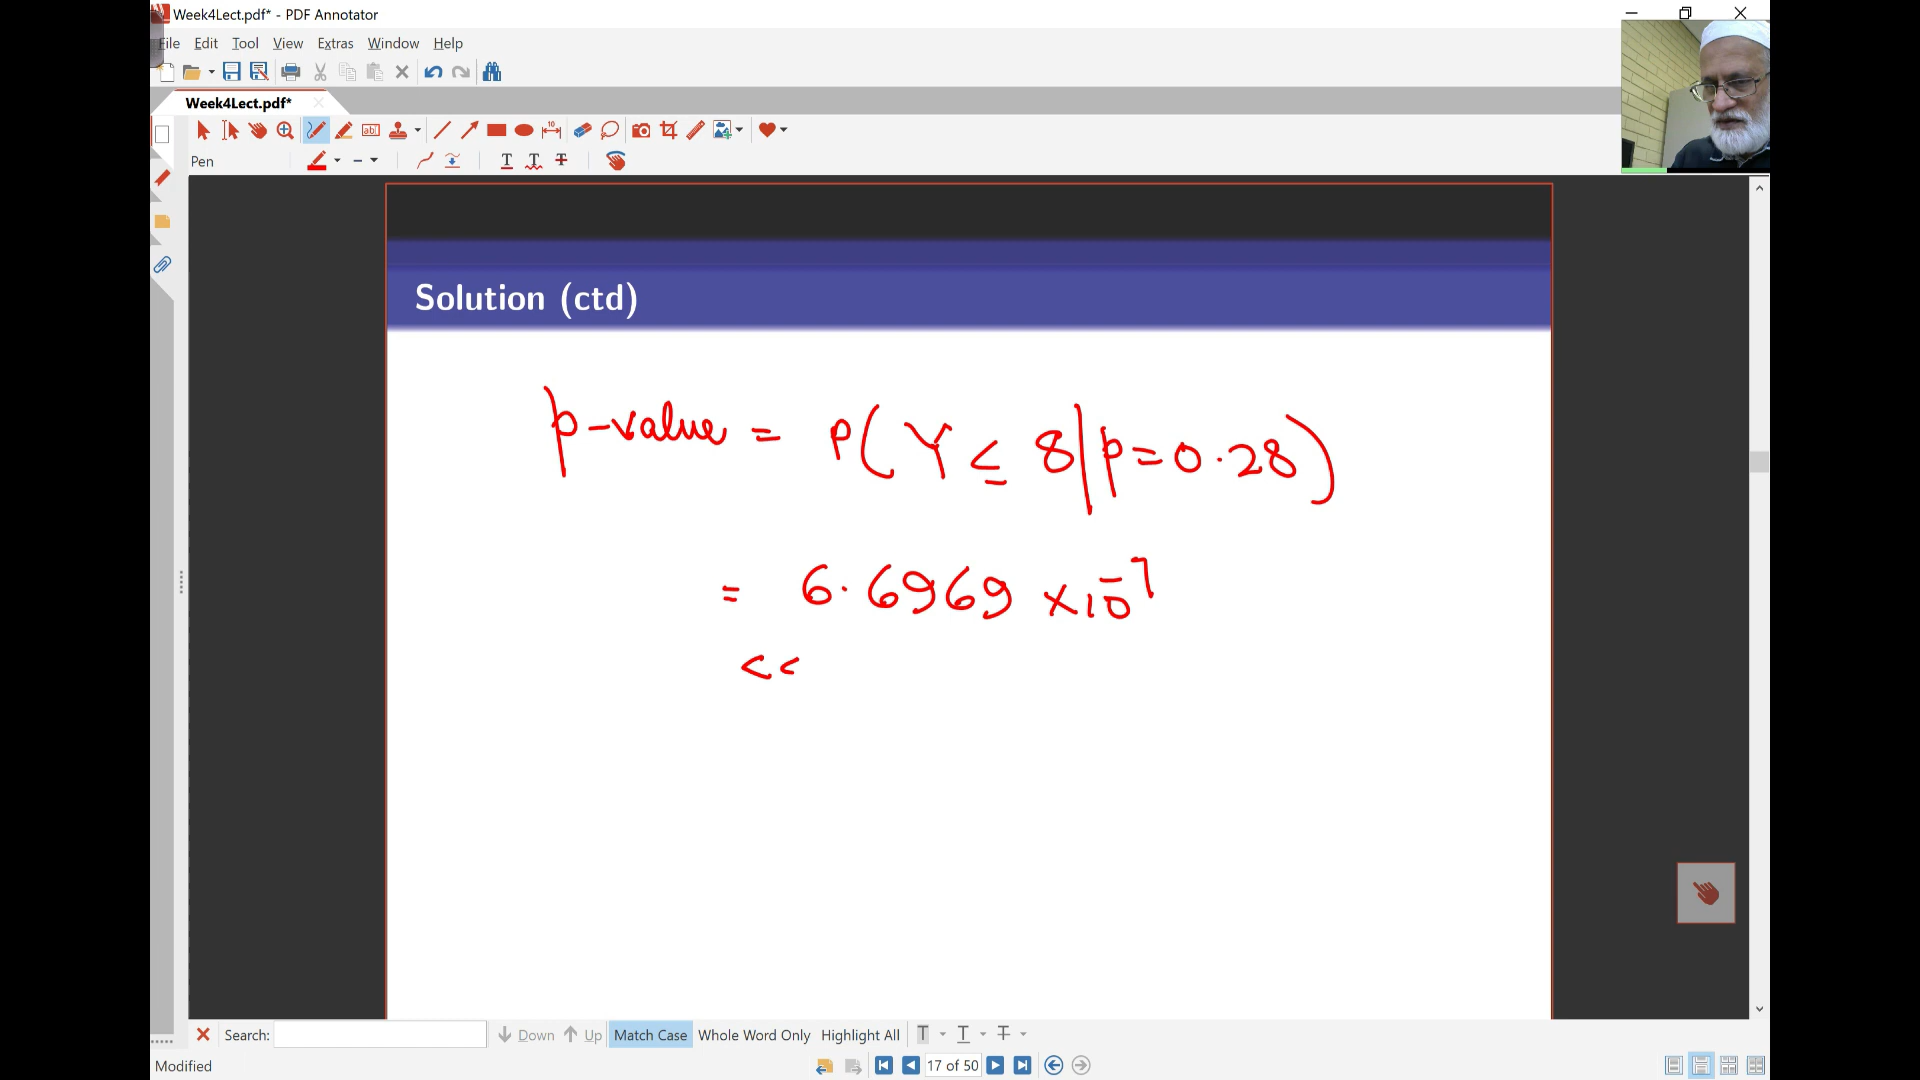 Week4Lect.pdf* - PDF Annotator
File Edit Tool View Extras Window Help
Week4Lect.pdf*
Pen
Solution (ctd)
p-value = P( Y ≤ 8 | p = 0.28 )
= 6.6969 × 10⁻⁷
<<
Search: Down Up Match Case Whole Word Only Highlight All
Modified 17 of 50